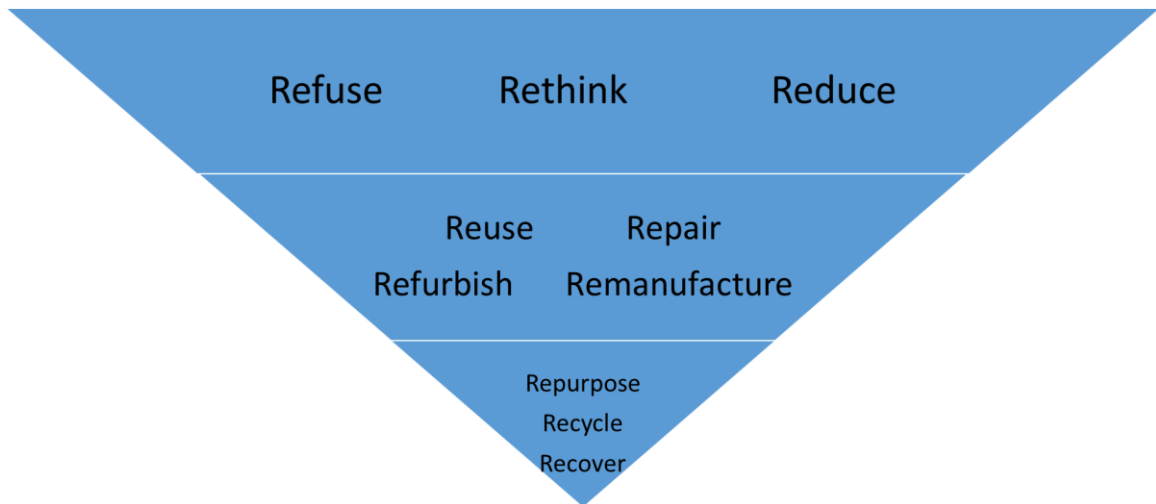 Refuse Rethink Reduce
Reuse Repair
Refurbish Remanufacture
Repurpose
Recycle
Recover